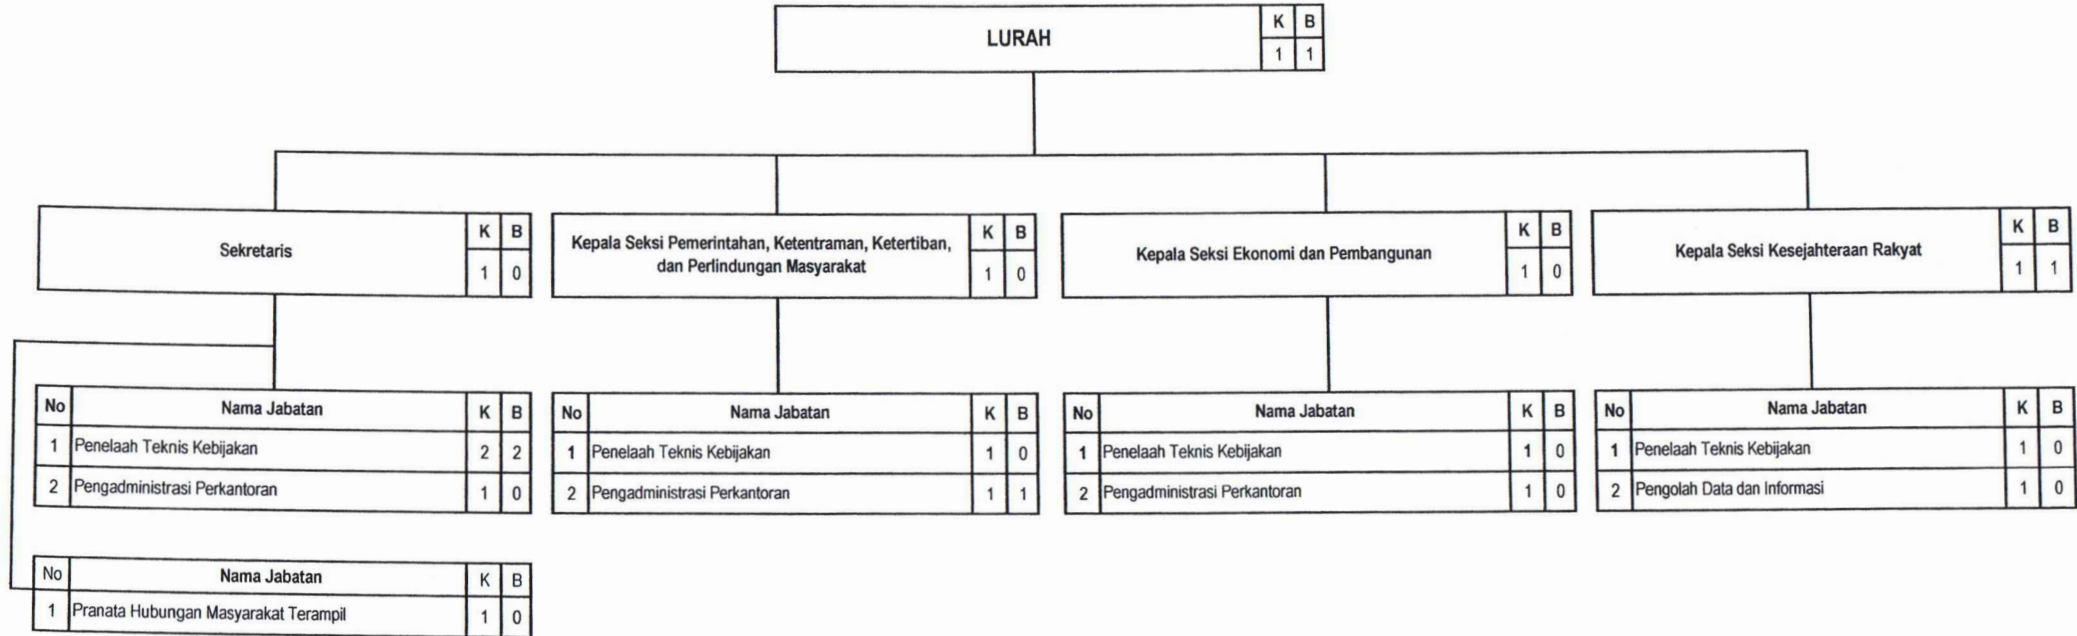 LURAH K B
1 1
Sekretaris K B
1 0
Kepala Seksi Pemerintahan, Ketentraman, Ketertiban,
dan Perlindungan Masyarakat K B
1 0
Kepala Seksi Ekonomi dan Pembangunan K B
1 0
Kepala Seksi Kesejahteraan Rakyat K B
1 1
No Nama Jabatan K B
1 Penelaah Teknis Kebijakan 2 2
2 Pengadministrasi Perkantoran 1 0
No Nama Jabatan K B
1 Penelaah Teknis Kebijakan 1 0
2 Pengadministrasi Perkantoran 1 1
No Nama Jabatan K B
1 Penelaah Teknis Kebijakan 1 0
2 Pengadministrasi Perkantoran 1 0
No Nama Jabatan K B
1 Penelaah Teknis Kebijakan 1 0
2 Pengolah Data dan Informasi 1 0
No Nama Jabatan K B
1 Pranata Hubungan Masyarakat Terampil 1 0